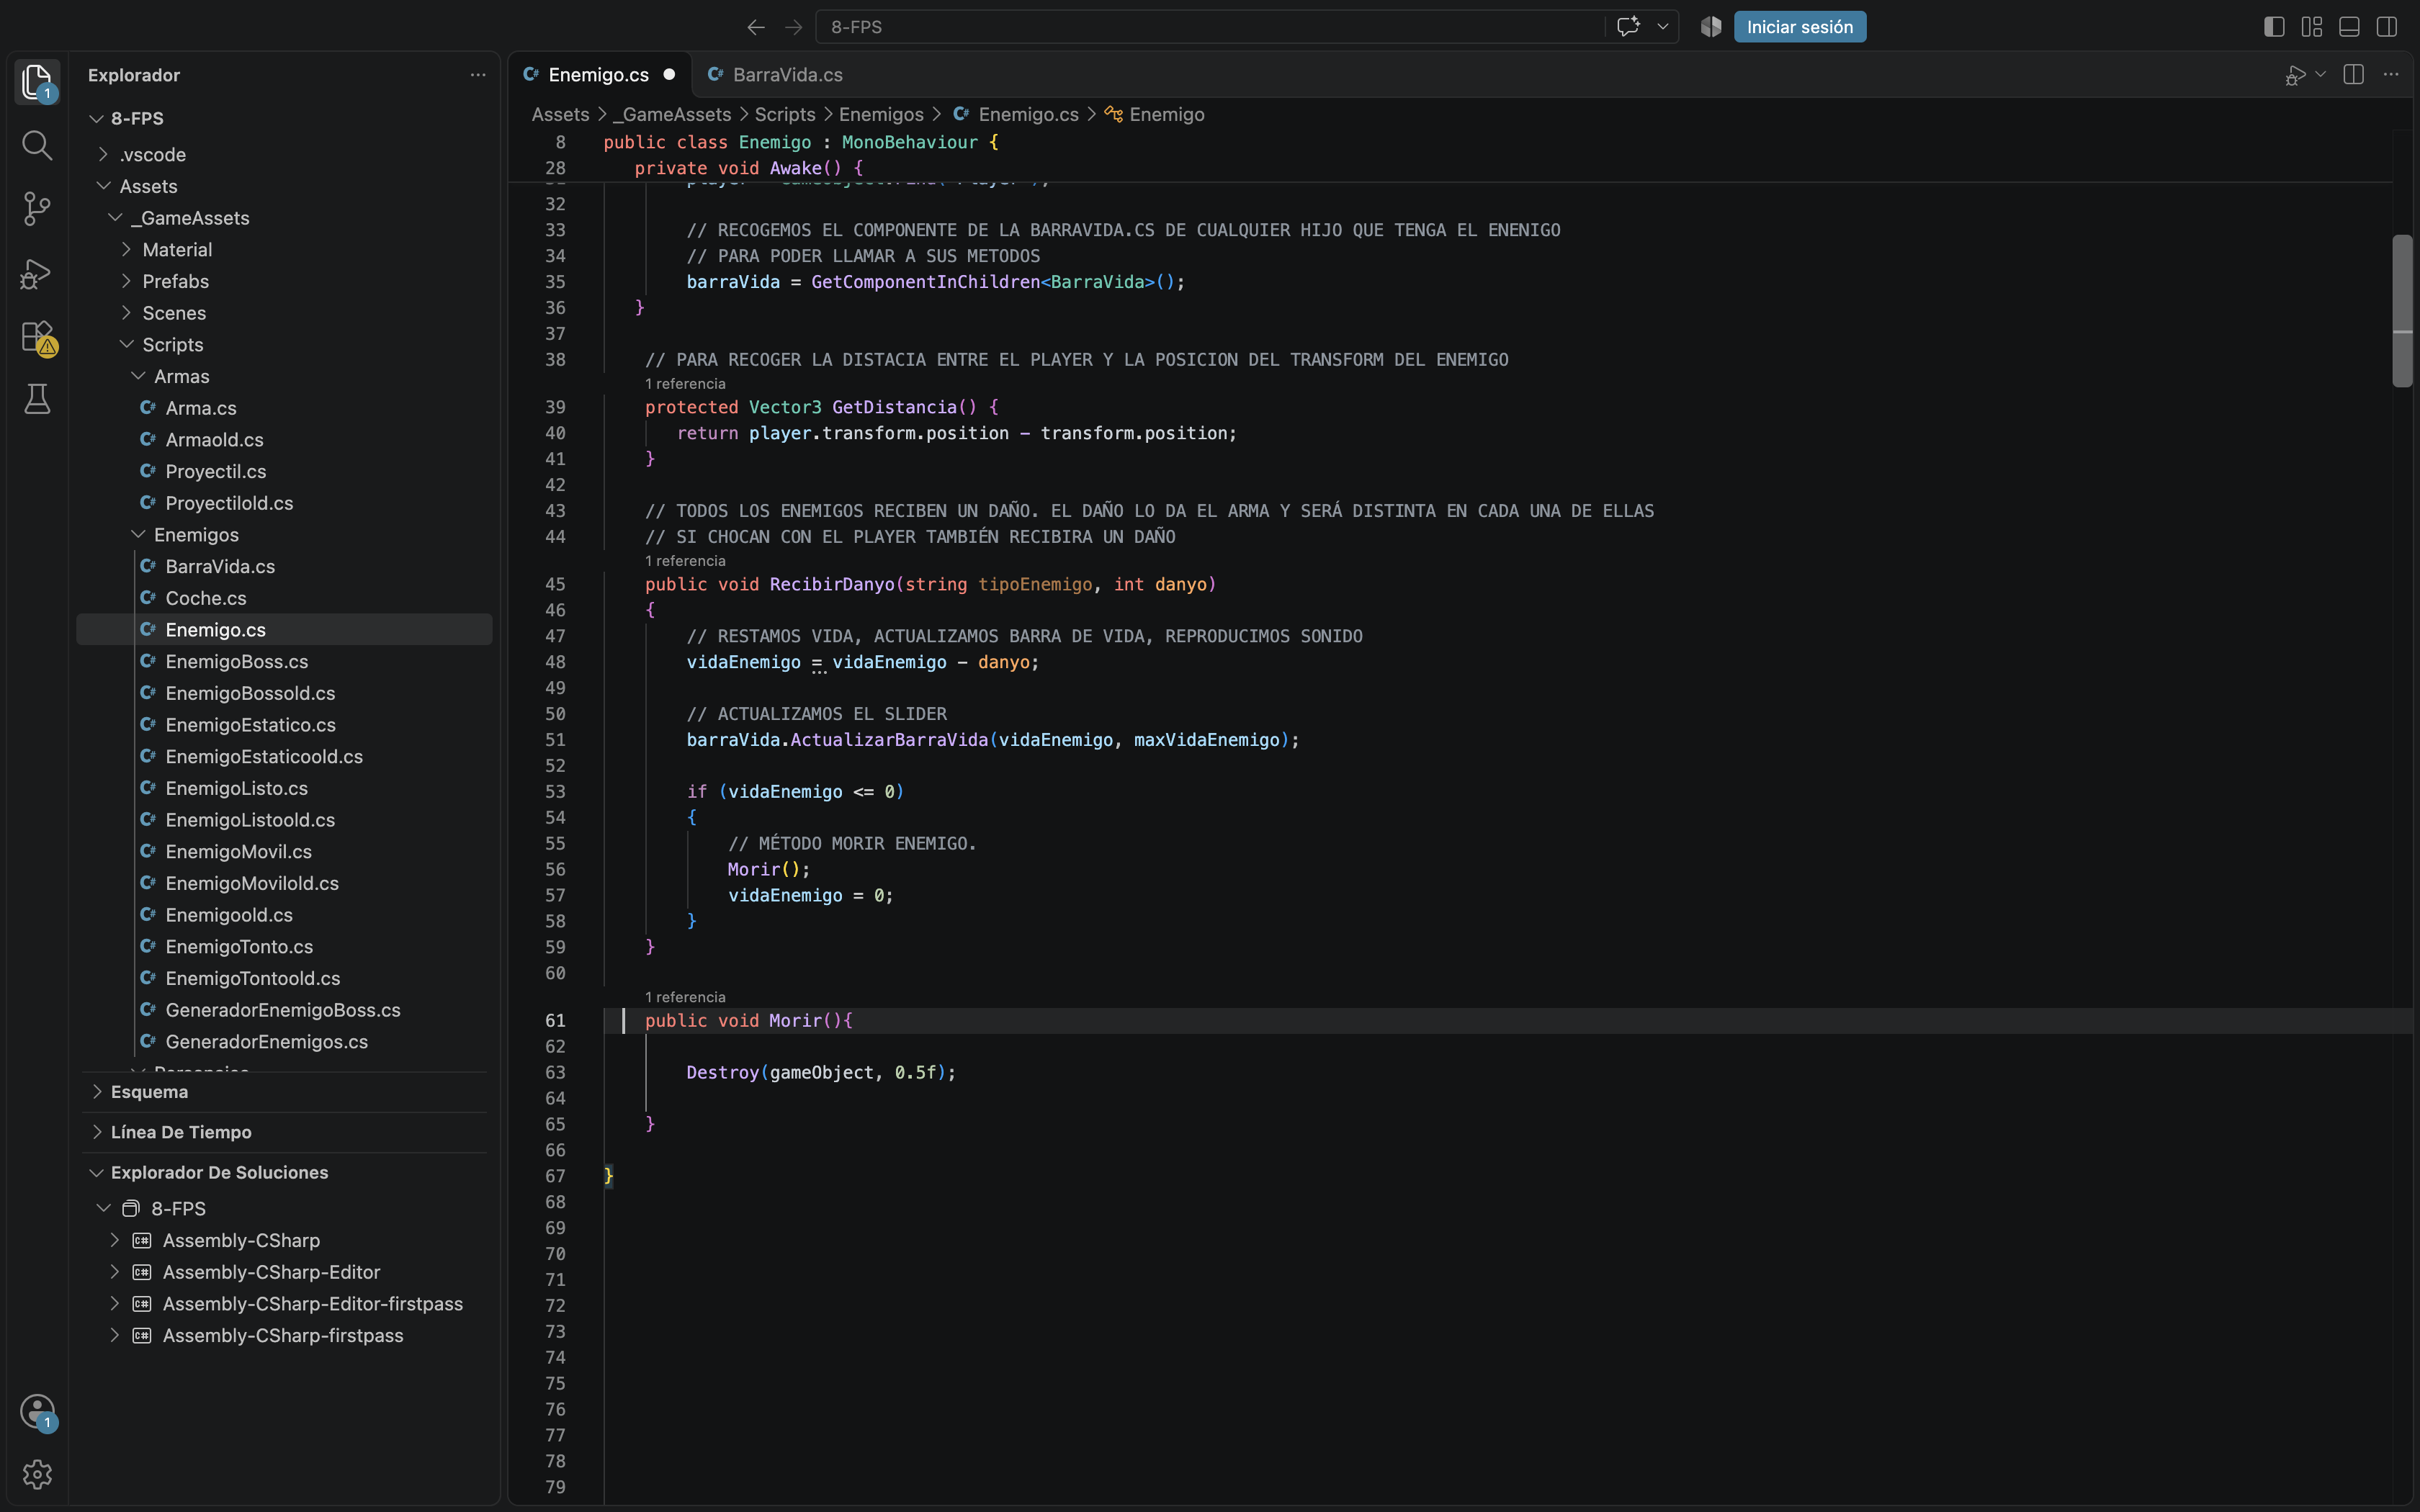 8-FPS
Iniciar sesión
Explorador
1
8-FPS
.vscode
Assets
_GameAssets
Material
Prefabs
Scenes
Scripts
Armas
C# Arma.cs
C# Armaold.cs
C# Proyectil.cs
C# Proyectilold.cs
Enemigos
C# BarraVida.cs
C# Coche.cs
C# Enemigo.cs
C# EnemigoBoss.cs
C# EnemigoBossold.cs
C# EnemigoEstatico.cs
C# EnemigoEstaticoold.cs
C# EnemigoListo.cs
C# EnemigoListoold.cs
C# EnemigoMovil.cs
C# EnemigoMovilold.cs
C# Enemigoold.cs
C# EnemigoTonto.cs
C# EnemigoTontoold.cs
C# GeneradorEnemigoBoss.cs
C# GeneradorEnemigos.cs
Esquema
Línea De Tiempo
Explorador De Soluciones
8-FPS
C# Assembly-CSharp
C# Assembly-CSharp-Editor
C# Assembly-CSharp-Editor-firstpass
C# Assembly-CSharp-firstpass
1
C# Enemigo.cs
C# BarraVida.cs
Assets > _GameAssets > Scripts > Enemigos > C# Enemigo.cs > Enemigo
8 public class Enemigo : MonoBehaviour {
28 private void Awake() {
32
33 // RECOGEMOS EL COMPONENTE DE LA BARRAVIDA.CS DE CUALQUIER HIJO QUE TENGA EL ENENIGO
34 // PARA PODER LLAMAR A SUS METODOS
35 barraVida = GetComponentInChildren<BarraVida>();
36 }
37
38 // PARA RECOGER LA DISTACIA ENTRE EL PLAYER Y LA POSICION DEL TRANSFORM DEL ENEMIGO
1 referencia
39 protected Vector3 GetDistancia() {
40 return player.transform.position - transform.position;
41 }
42
43 // TODOS LOS ENEMIGOS RECIBEN UN DAÑO. EL DAÑO LO DA EL ARMA Y SERÁ DISTINTA EN CADA UNA DE ELLAS
44 // SI CHOCAN CON EL PLAYER TAMBIÉN RECIBIRA UN DAÑO
1 referencia
45 public void RecibirDanyo(string tipoEnemigo, int danyo)
46 {
47 // RESTAMOS VIDA, ACTUALIZAMOS BARRA DE VIDA, REPRODUCIMOS SONIDO
48 vidaEnemigo = vidaEnemigo - danyo;
49
50 // ACTUALIZAMOS EL SLIDER
51 barraVida.ActualizarBarraVida(vidaEnemigo, maxVidaEnemigo);
52
53 if (vidaEnemigo <= 0)
54 {
55 // MÉTODO MORIR ENEMIGO.
56 Morir();
57 vidaEnemigo = 0;
58 }
59 }
60
1 referencia
61 public void Morir(){
62
63 Destroy(gameObject, 0.5f);
64
65 }
66
67 }
68
69
70
71
72
73
74
75
76
77
78
79